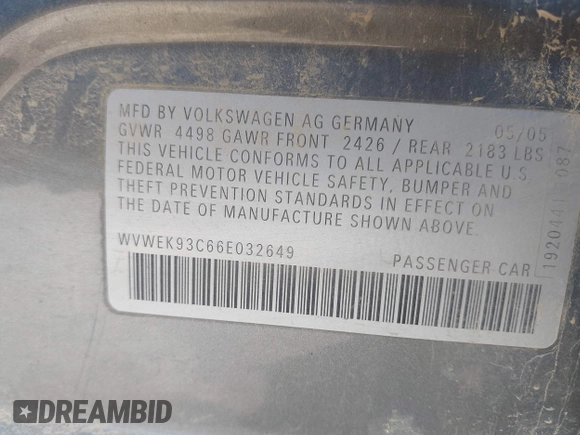 MFD BY VOLKSWAGEN AG GERMANY 05/05
GVWR 4498 GAWR FRONT 2426 / REAR 2183 LBS
THIS VEHICLE CONFORMS TO ALL APPLICABLE U.S
FEDERAL MOTOR VEHICLE SAFETY, BUMPER AND
THEFT PREVENTION STANDARDS IN EFFECT ON
THE DATE OF MANUFACTURE SHOWN ABOVE.
WVWEK93C66E032649
PASSENGER CAR
087
DREAMBID